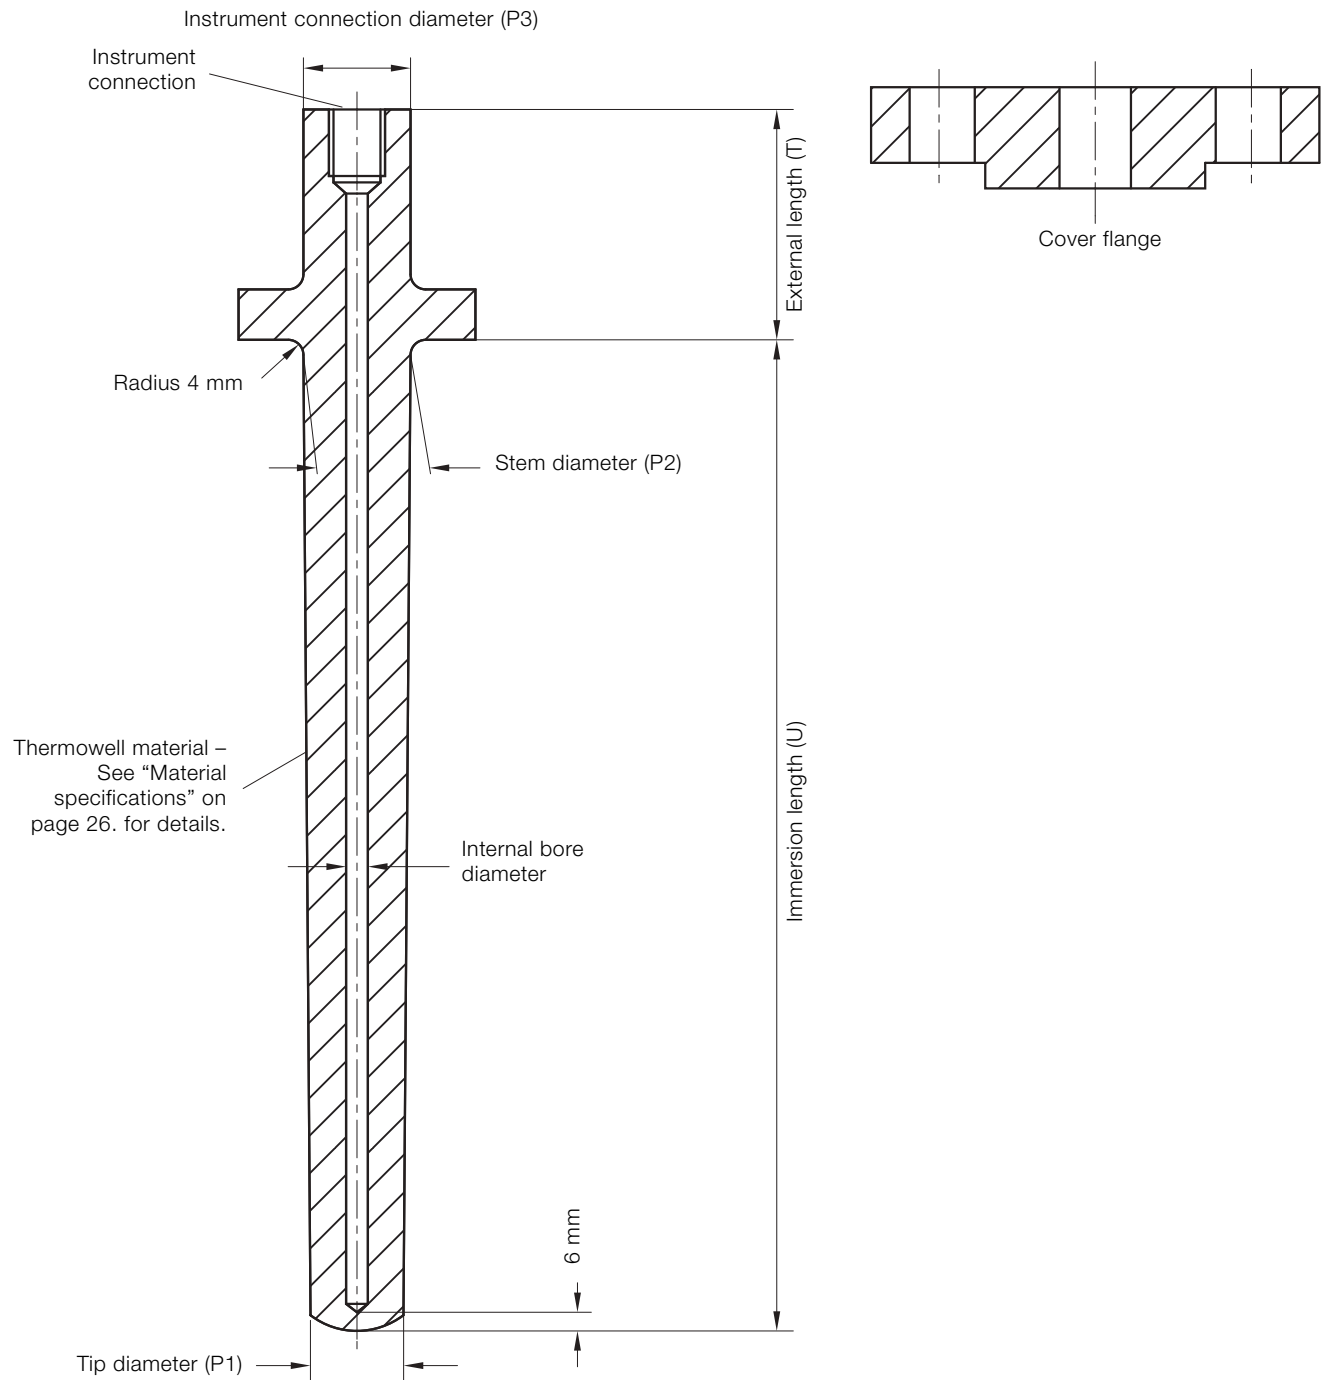 Instrument connection diameter (P3)
Instrument
connection
External length (T)
Cover flange
Radius 4 mm
Stem diameter (P2)
Thermowell material –
See “Material
specifications” on
page 26. for details.
Immersion length (U)
Internal bore
diameter
6 mm
Tip diameter (P1)